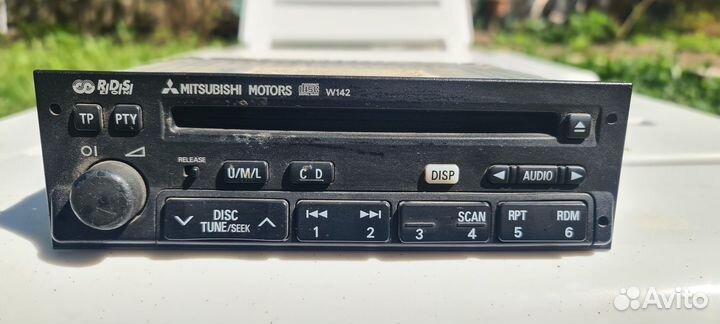 RDS MITSUBISHI MOTORS W142
TP PTY
RELEASE
U/M/L CD DISP AUDIO
DISC
TUNE/SEEK
SCAN RPT RDM
1 2 3 4 5 6
Avito